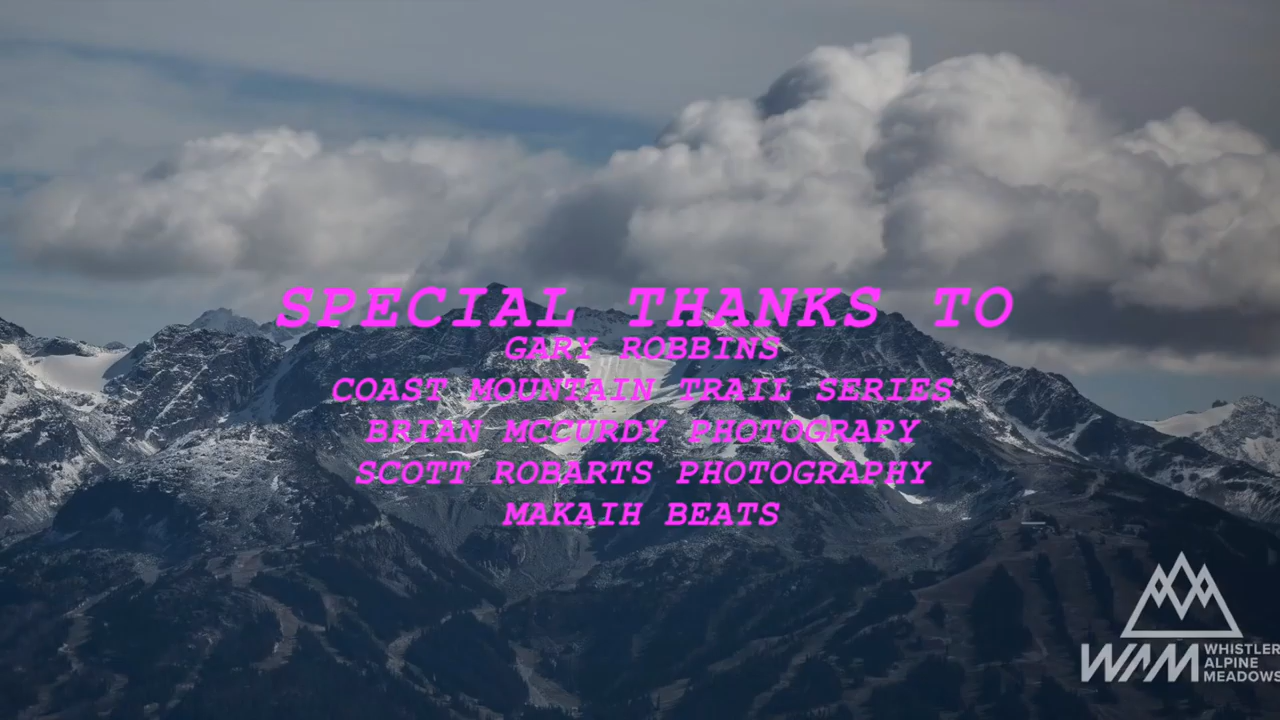 SPECIAL THANKS TO
GARY ROBBINS
COAST MOUNTAIN TRAIL SERIES
BRIAN MCCURDY PHOTOGRAPY
SCOTT ROBARTS PHOTOGRAPHY
MAKAIH BEATS
WAM
WHISTLER
ALPINE
MEADOWS